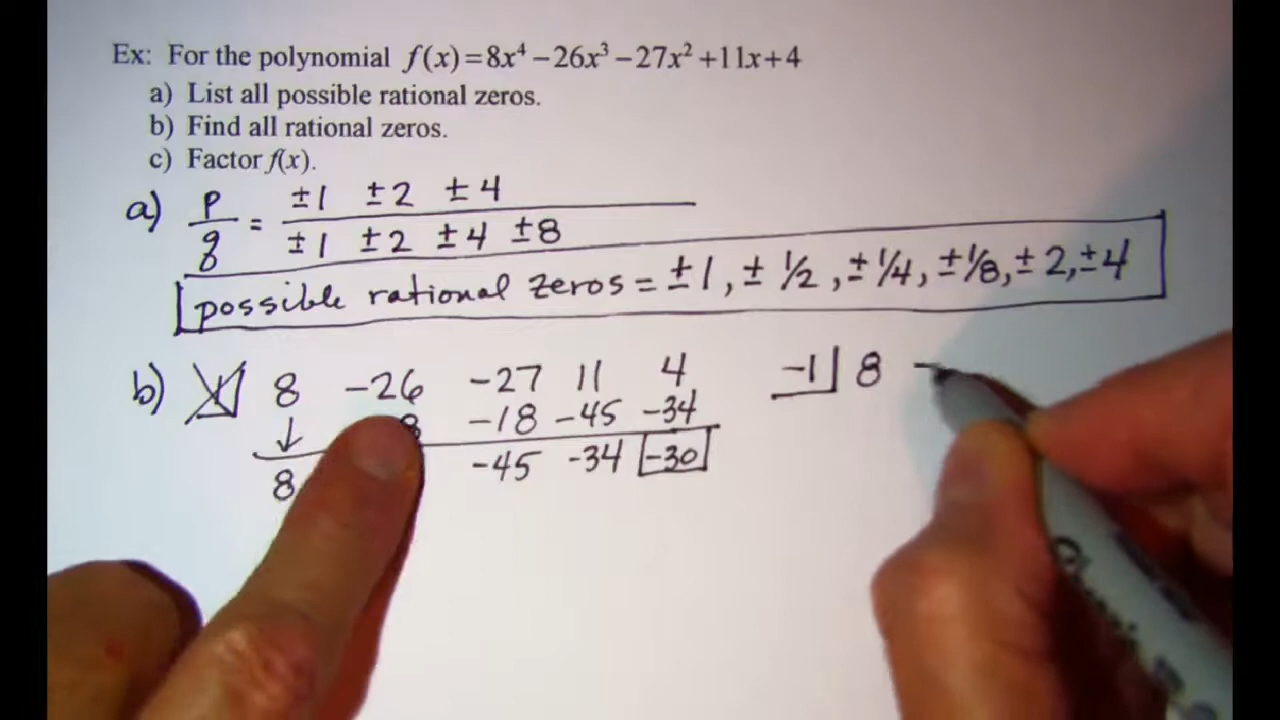 Ex: For the polynomial f(x)=8x⁴−26x³−27x²+11x+4
a) List all possible rational zeros.
b) Find all rational zeros.
c) Factor f(x).
a) p/q = ±1 ±2 ±4 / ±1 ±2 ±4 ±8
possible rational zeros = ±1, ±1/2, ±1/4, ±1/8, ±2, ±4
b) 1 8 -26 -27 11 4
8 -18 -45 -34
8 -45 -34 -30
-1 8 -